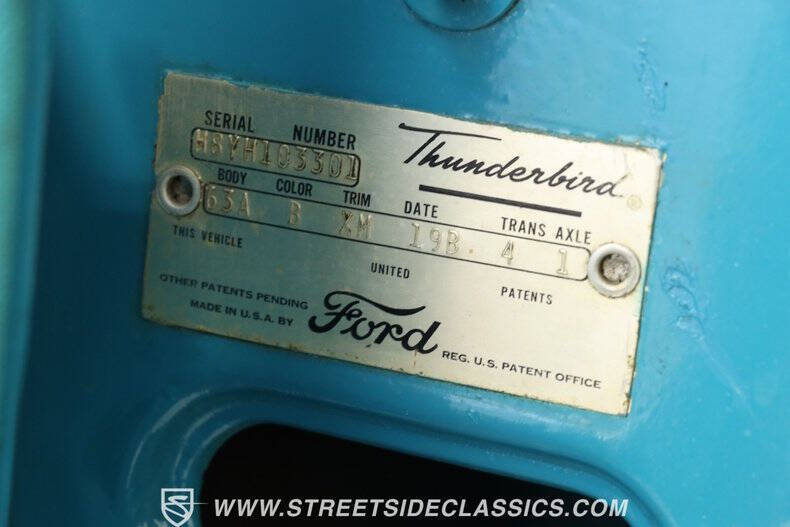 SERIAL NUMBER
Thunderbird®
H8YH103301
BODY COLOR TRIM DATE TRANS AXLE
63A B XM 19B 4 1
THIS VEHICLE UNITED PATENTS
OTHER PATENTS PENDING
MADE IN U.S.A. BY
Ford
REG. U.S. PATENT OFFICE
WWW.STREETSIDECLASSICS.COM